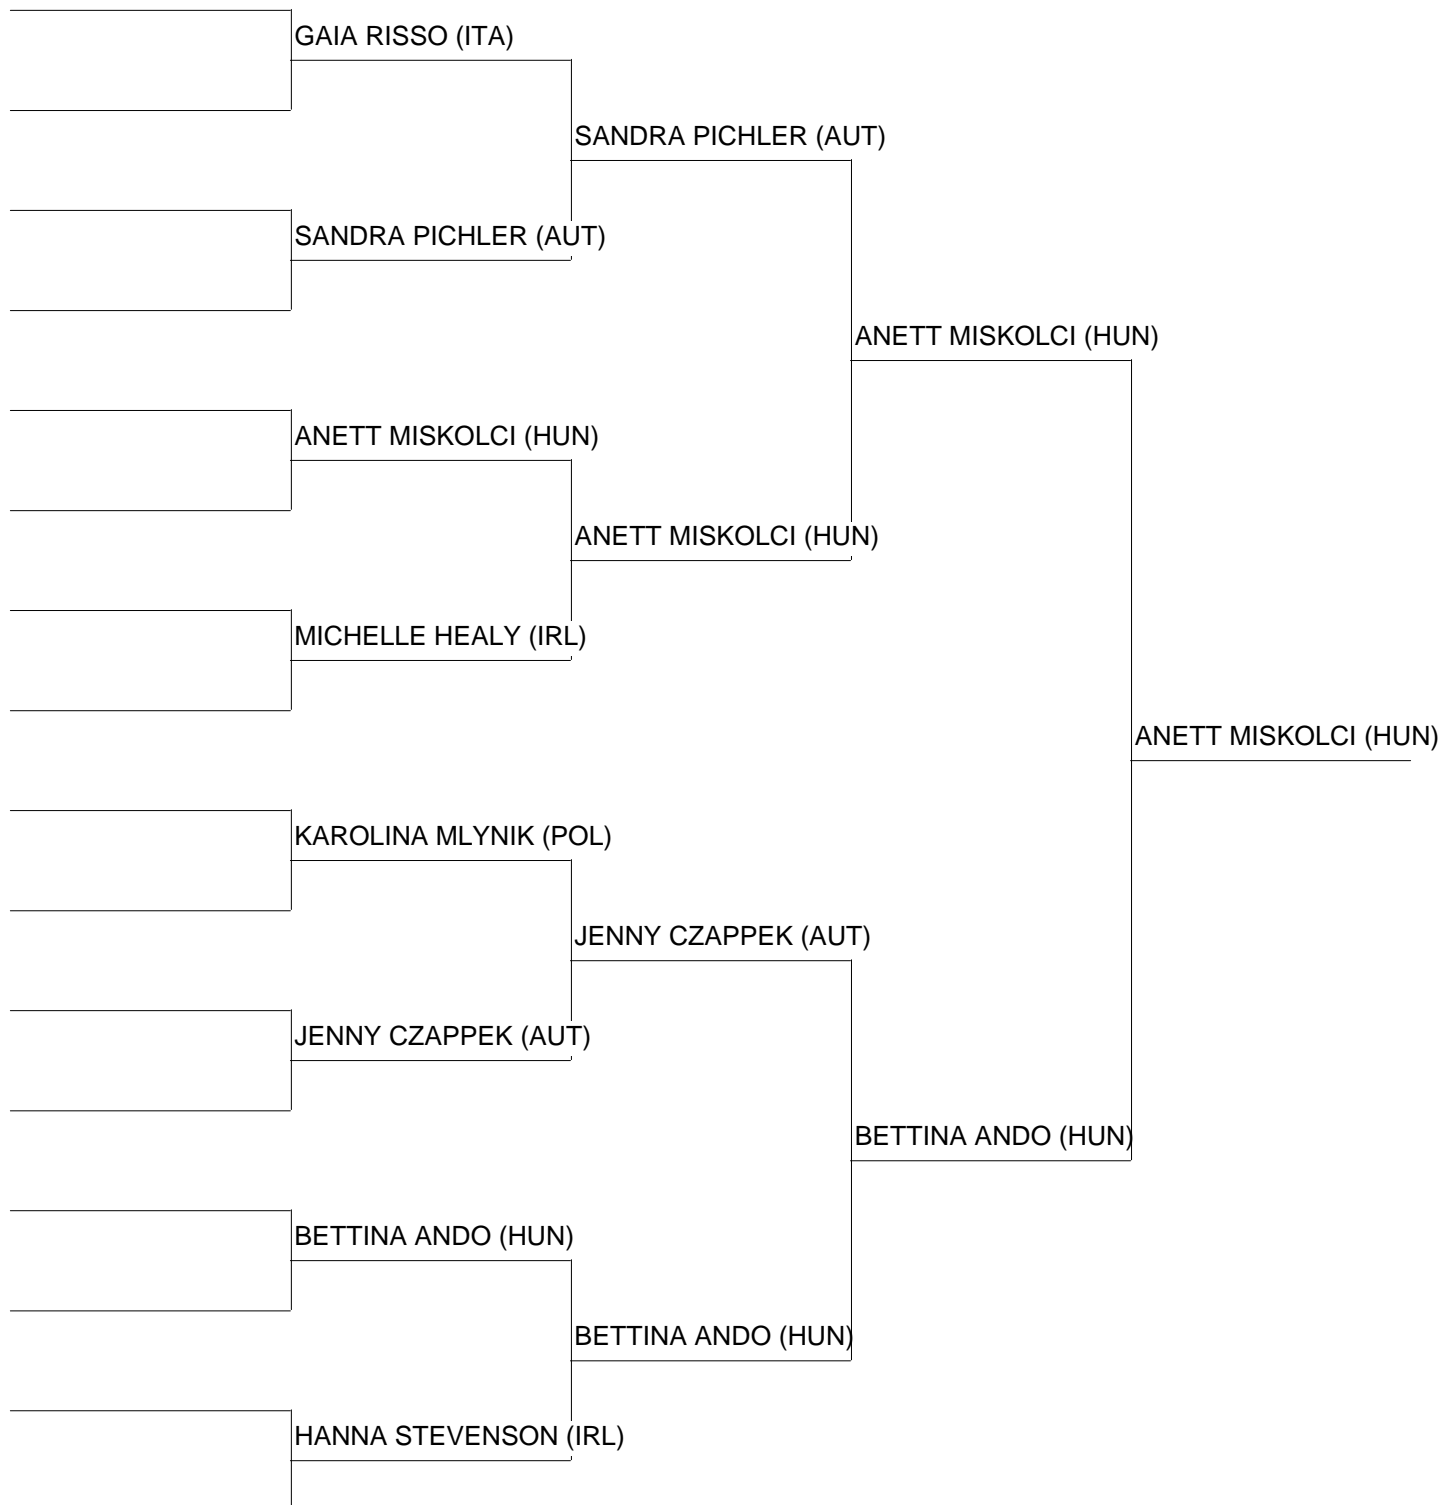 GAIA RISSO (ITA)
SANDRA PICHLER (AUT)
SANDRA PICHLER (AUT)
ANETT MISKOLCI (HUN)
ANETT MISKOLCI (HUN)
ANETT MISKOLCI (HUN)
MICHELLE HEALY (IRL)
ANETT MISKOLCI (HUN)
KAROLINA MLYNIK (POL)
JENNY CZAPPEK (AUT)
JENNY CZAPPEK (AUT)
BETTINA ANDO (HUN)
BETTINA ANDO (HUN)
BETTINA ANDO (HUN)
HANNA STEVENSON (IRL)